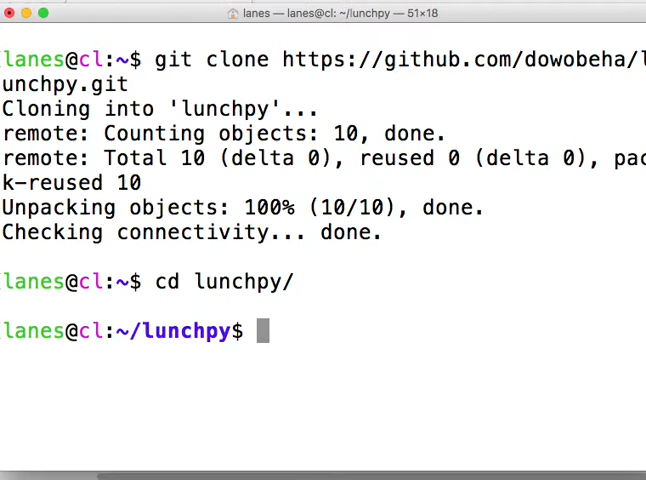 lanes — lanes@cl: ~/lunchpy — 51×18
lanes@cl:~$ git clone https://github.com/dowobeha/l
unchpy.git
Cloning into 'lunchpy'...
remote: Counting objects: 10, done.
remote: Total 10 (delta 0), reused 0 (delta 0), pac
k-reused 10
Unpacking objects: 100% (10/10), done.
Checking connectivity... done.
lanes@cl:~$ cd lunchpy/
lanes@cl:~/lunchpy$